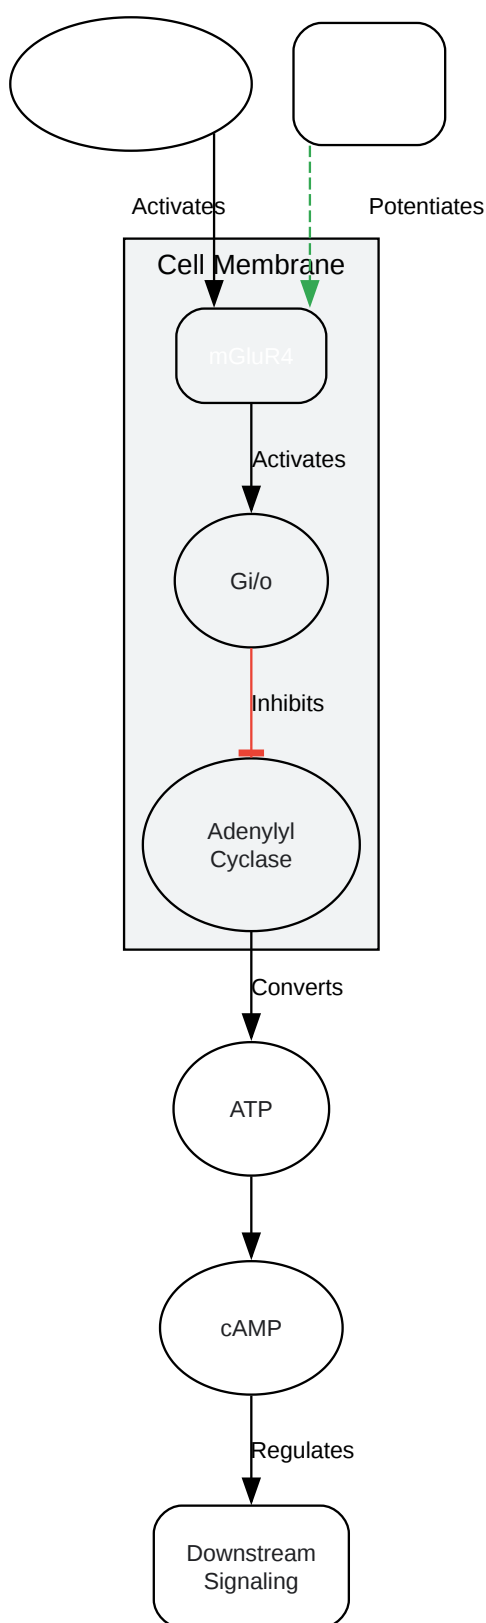 Activates
Potentiates
Cell Membrane
mGluR4
Activates
Gi/o
Inhibits
Adenylyl
Cyclase
Converts
ATP
cAMP
Regulates
Downstream
Signaling